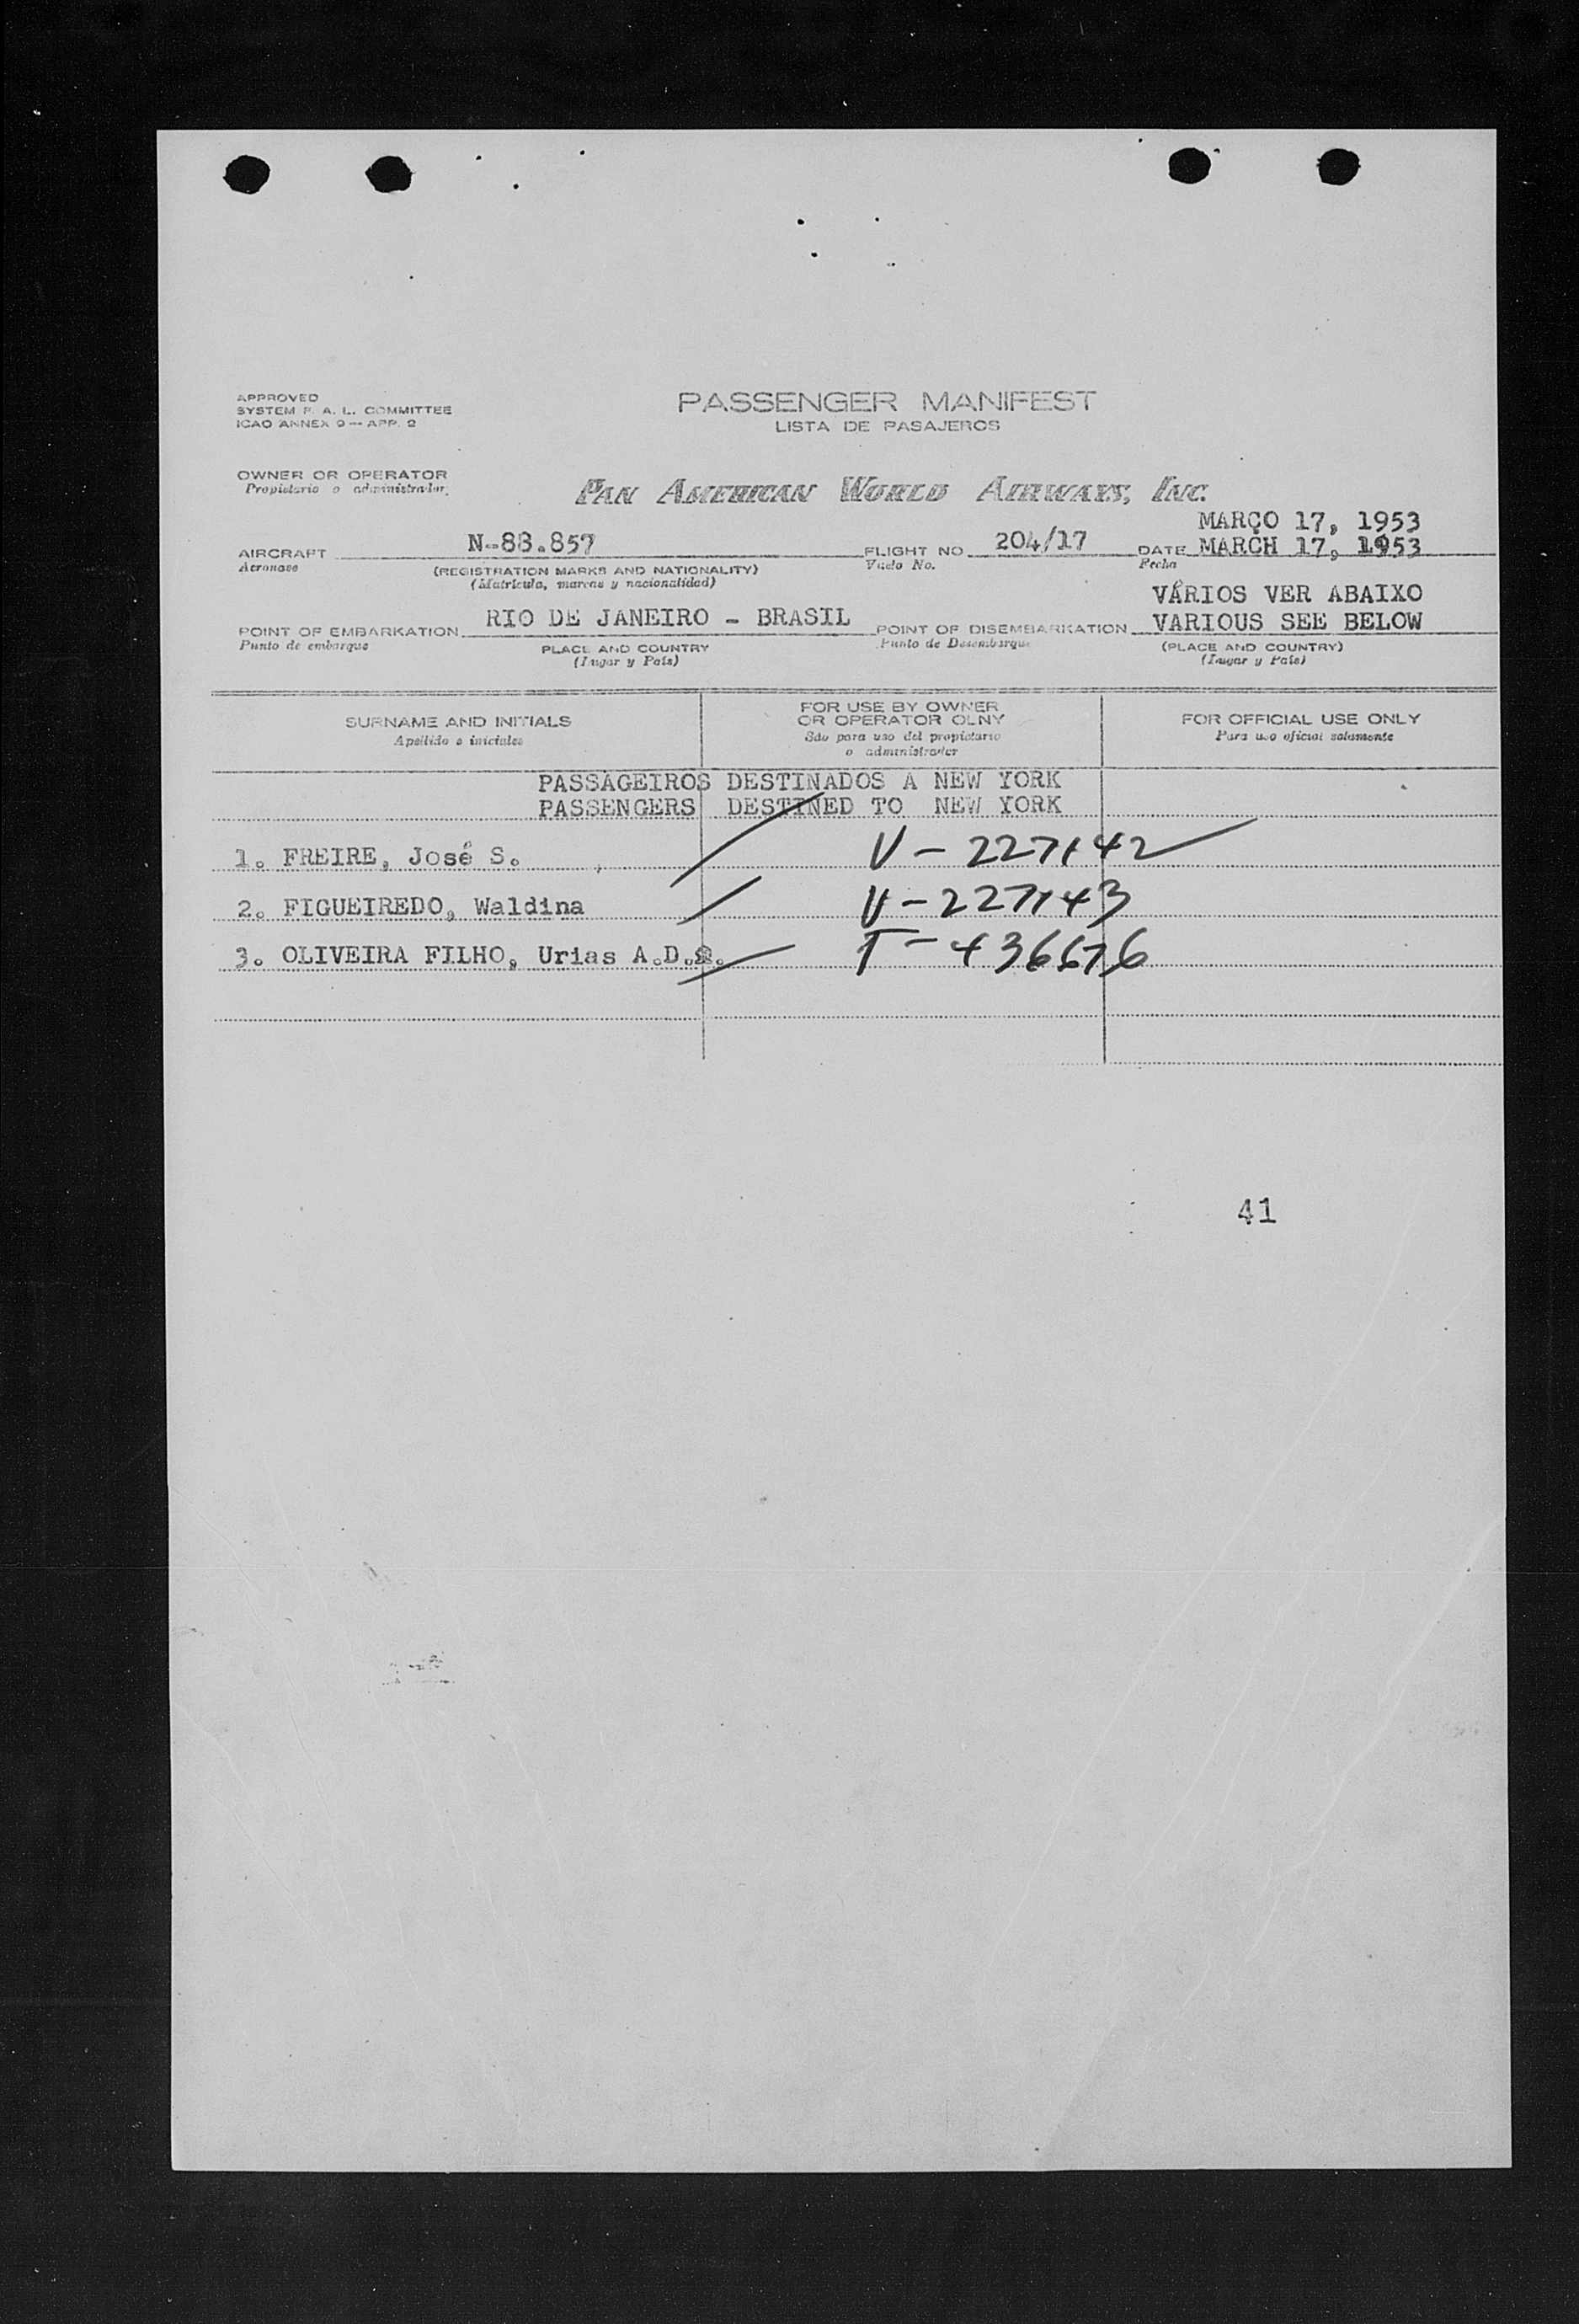 APPROVED
SYSTEM F. A. L. COMMITTEE
ICAO ANNEX 9 — APP. 2
PASSENGER MANIFEST
LISTA DE PASAJEROS
OWNER OR OPERATOR
Propietario o administrador.
PAN AMERICAN WORLD AIRWAYS, INC.
MARÇO 17, 1953
AIRCRAFT N-88.857 FLIGHT NO. 204/17 DATE MARCH 17, 1953
Aeronave (REGISTRATION MARKS AND NATIONALITY) Vuelo No. Fecha
(Matrícula, marcas y nacionalidad)
VÁRIOS VER ABAIXO
POINT OF EMBARKATION RIO DE JANEIRO - BRASIL POINT OF DISEMBARKATION VARIOUS SEE BELOW
Punto de embarque PLACE AND COUNTRY Punto de Desembarque (PLACE AND COUNTRY)
(Lugar y País) (Lugar y País)
SURNAME AND INITIALS
Apellido e iniciales
FOR USE BY OWNER
OR OPERATOR OLNY
Sdo para uso del propietario
o administrador
FOR OFFICIAL USE ONLY
Para uso oficial solamente
PASSAGEIROS DESTINADOS A NEW YORK
PASSENGERS DESTINED TO NEW YORK
1. FREIRE, José S. V - 227142
2. FIGUEIREDO, Waldina V - 227143
3. OLIVEIRA FILHO, Urias A.D. T - 436676
41